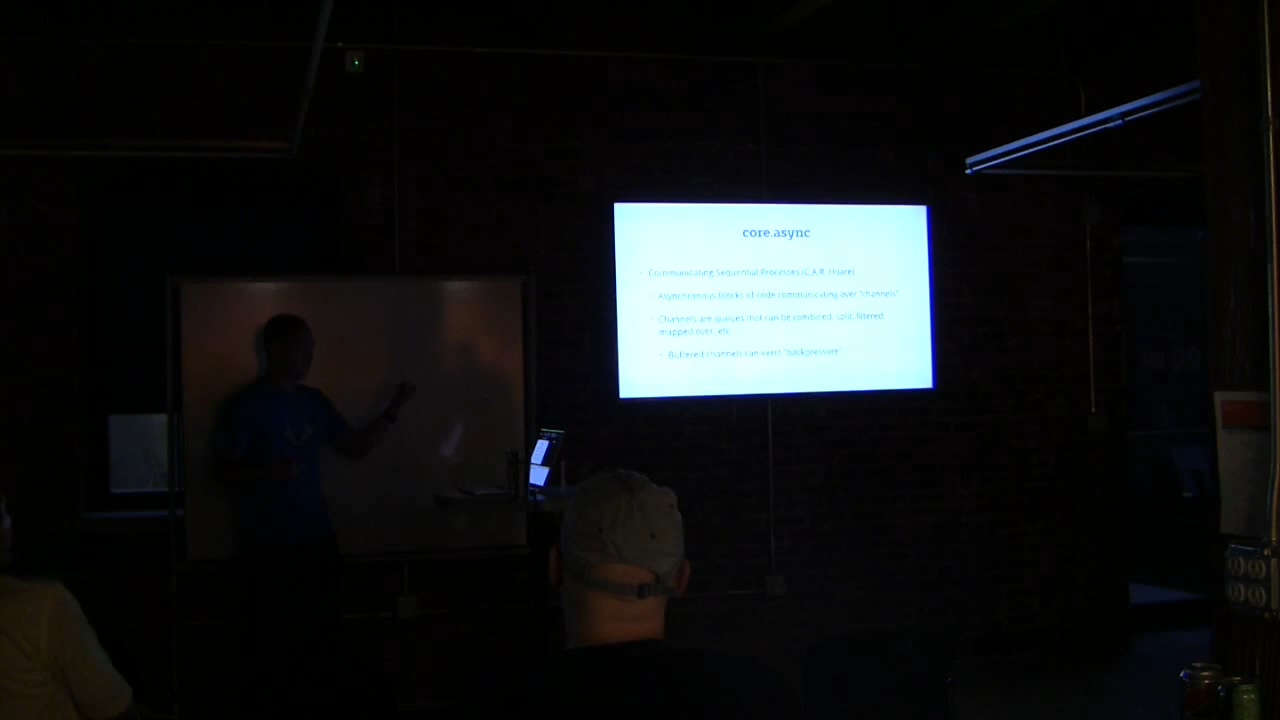 core.async
Communicating Sequential Processes (C.A.R. Hoare)
Asynchronous blocks of code communicating over "channels"
Channels are queues that can be combined, split, filtered,
mapped over, etc
Buffered channels can exert "backpressure"